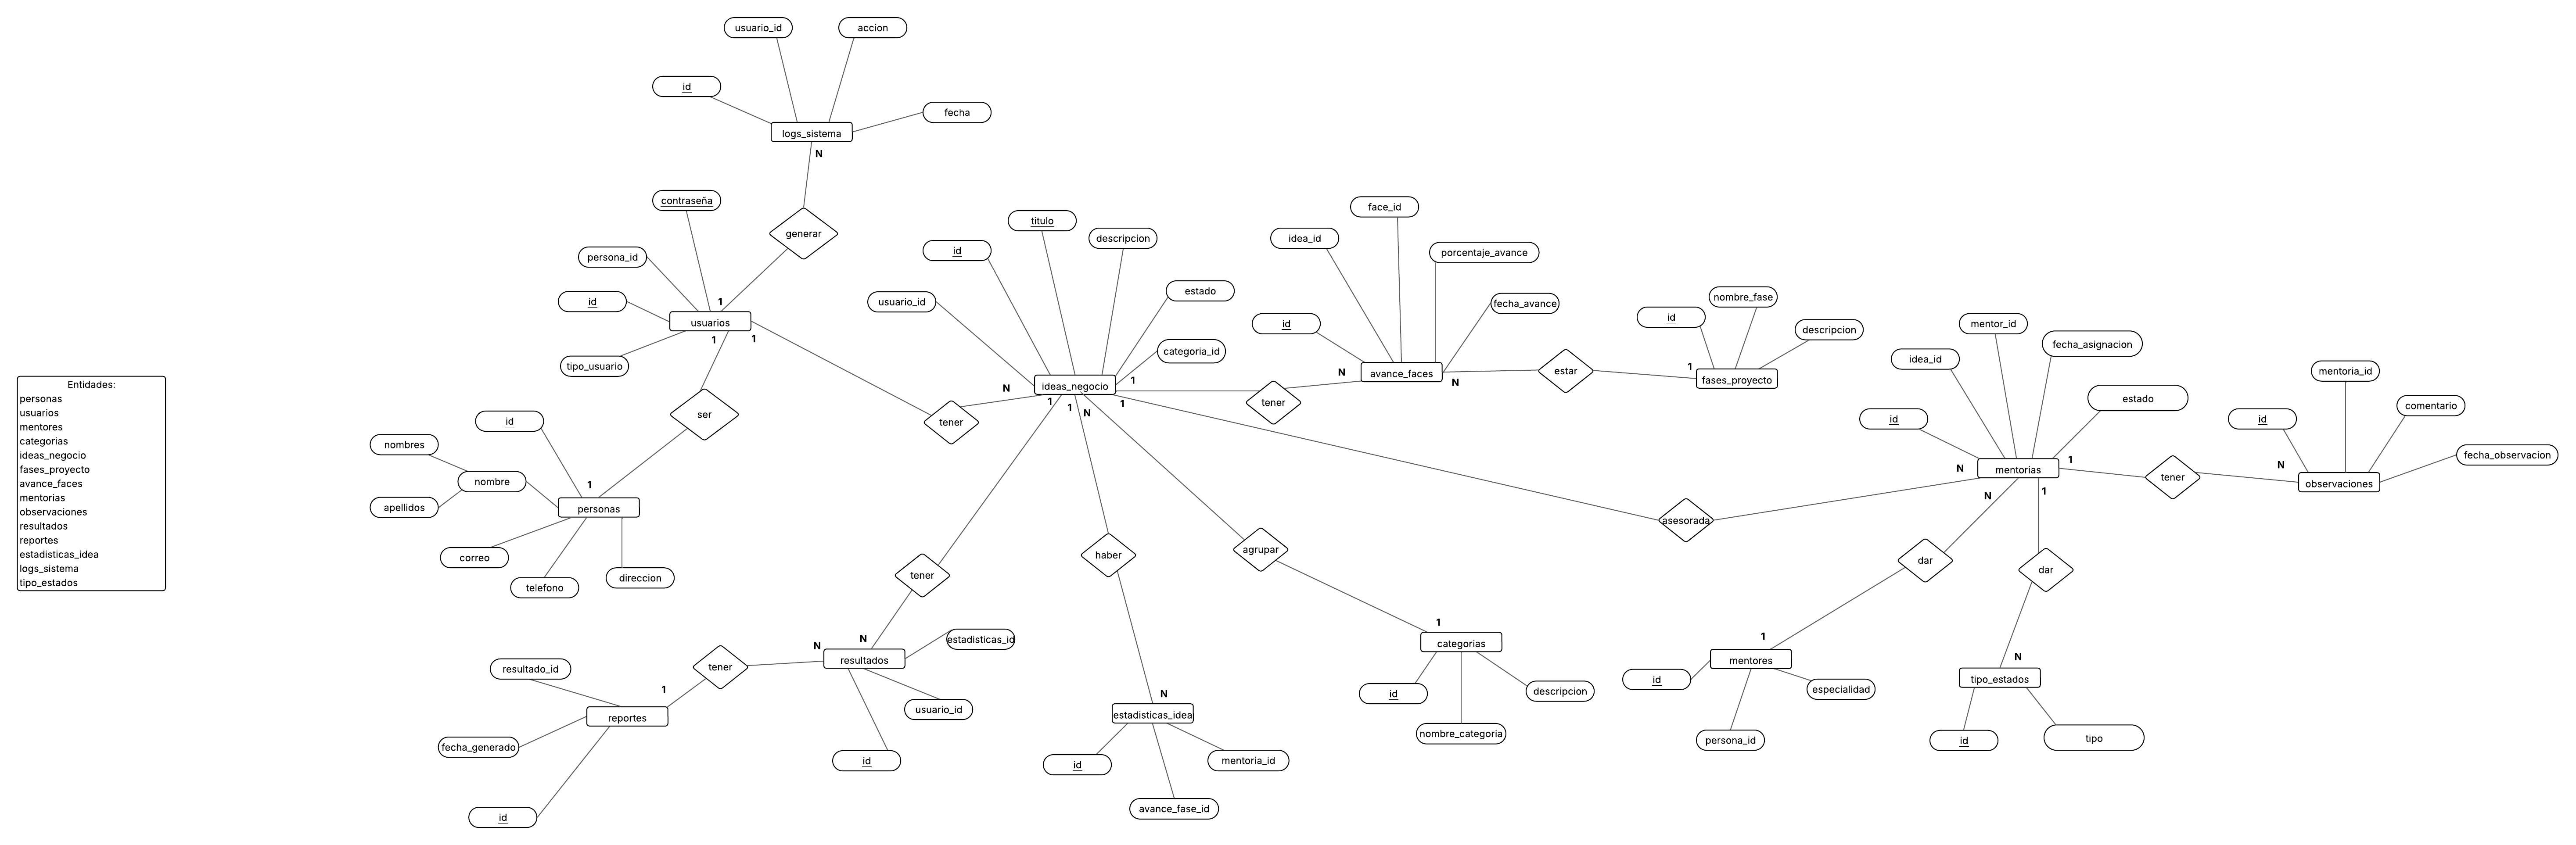 usuario_id
accion
id
fecha
logs_sistema
N
generar
contraseña
persona_id
id
1
usuarios
1
1
tipo_usuario
ser
id
nombres
nombre
apellidos
1
personas
correo
telefono
direccion
Entidades:
personas
usuarios
mentores
categorias
ideas_negocio
fases_proyecto
avance_faces
mentorias
observaciones
resultados
reportes
estadisticas_idea
logs_sistema
tipo_estados
titulo
id
descripcion
usuario_id
estado
categoria_id
ideas_negocio
N
1
1
1
N
1
tener
tener
face_id
idea_id
porcentaje_avance
fecha_avance
id
avance_faces
N
N
estar
1
id
nombre_fase
descripcion
fases_proyecto
mentor_id
idea_id
fecha_asignacion
estado
id
mentorias
N
1
N
1
asesorada
tener
mentoria_id
id
comentario
fecha_observacion
N
observaciones
dar
dar
1
mentores
id
especialidad
persona_id
N
tipo_estados
id
tipo
agrupar
1
categorias
id
descripcion
nombre_categoria
haber
N
estadisticas_idea
id
mentoria_id
avance_fase_id
tener
N
N
resultados
estadisticas_id
usuario_id
id
tener
1
resultado_id
reportes
fecha_generado
id